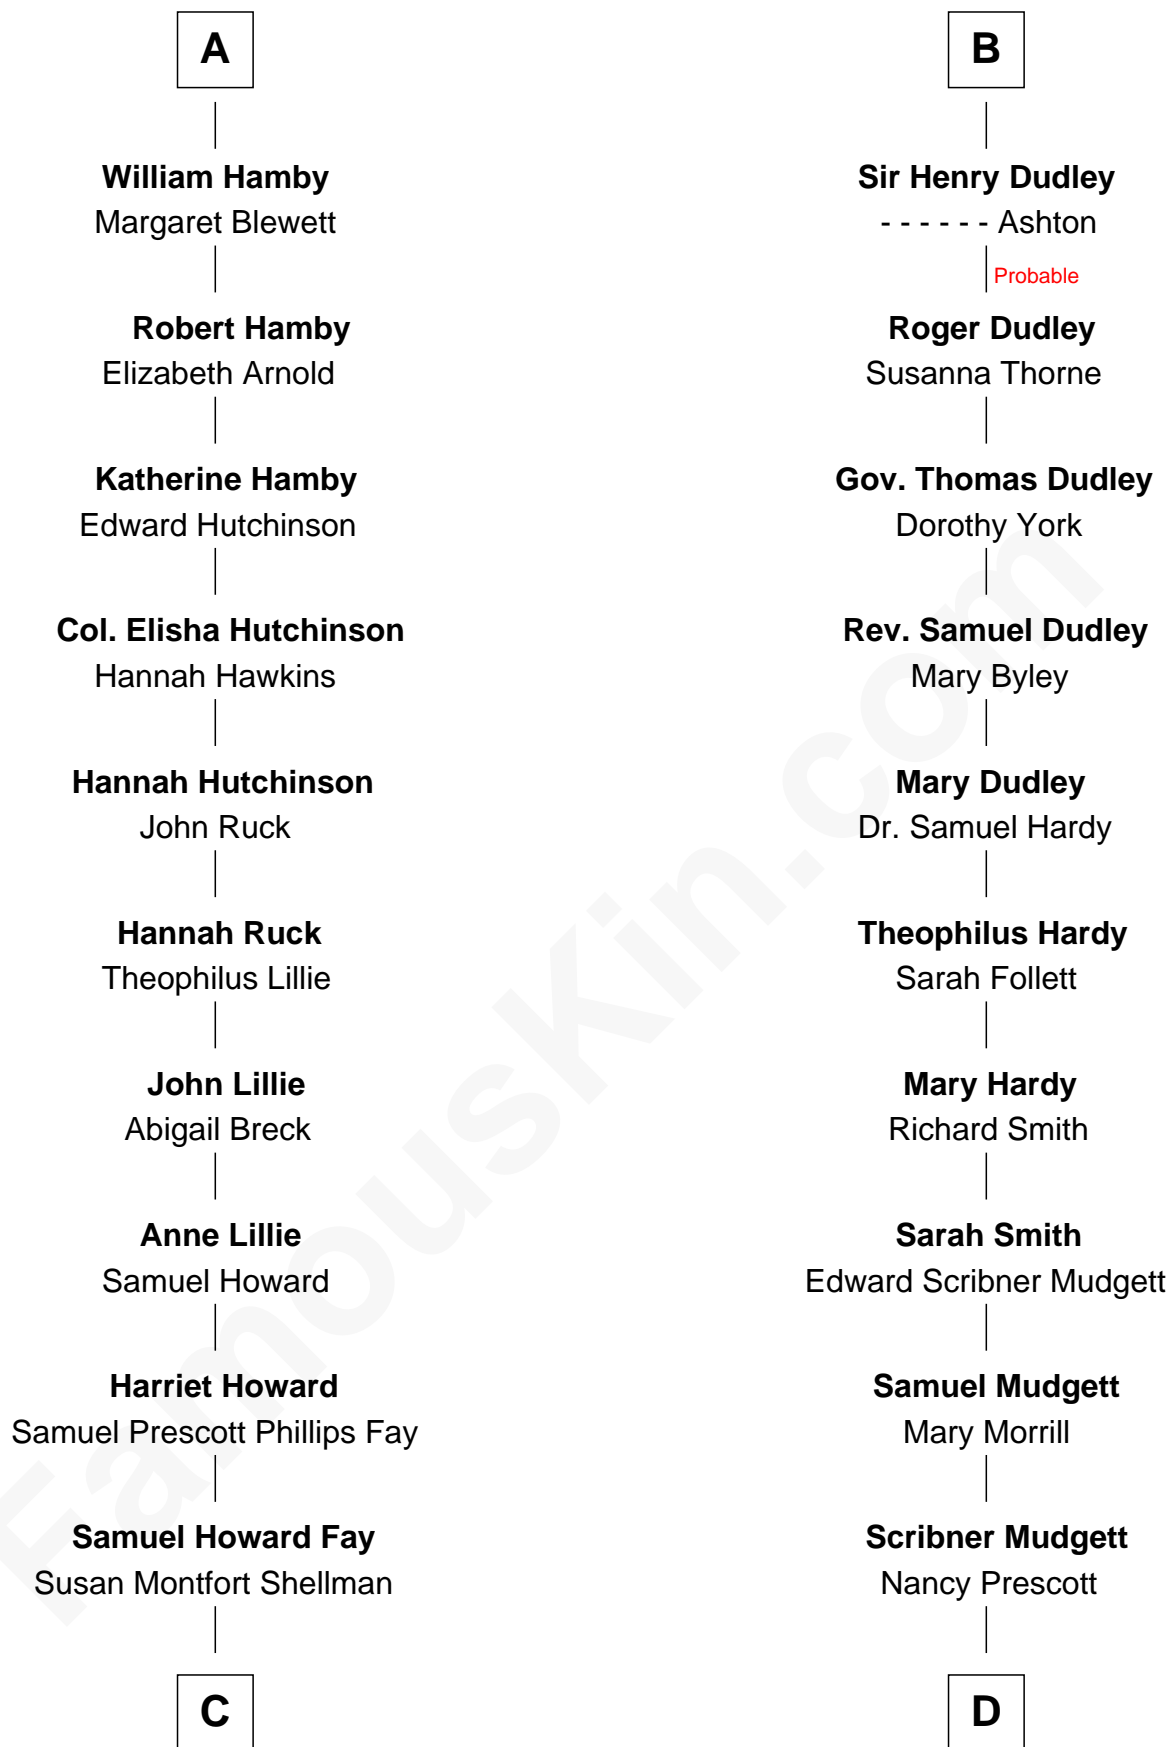 A
William Hamby
Margaret Blewett
Robert Hamby
Elizabeth Arnold
Katherine Hamby
Edward Hutchinson
Col. Elisha Hutchinson
Hannah Hawkins
Hannah Hutchinson
John Ruck
Hannah Ruck
Theophilus Lillie
John Lillie
Abigail Breck
Anne Lillie
Samuel Howard
Harriet Howard
Samuel Prescott Phillips Fay
Samuel Howard Fay
Susan Montfort Shellman
C
B
Sir Henry Dudley
- - - - - - Ashton
Probable
Roger Dudley
Susanna Thorne
Gov. Thomas Dudley
Dorothy York
Rev. Samuel Dudley
Mary Byley
Mary Dudley
Dr. Samuel Hardy
Theophilus Hardy
Sarah Follett
Mary Hardy
Richard Smith
Sarah Smith
Edward Scribner Mudgett
Samuel Mudgett
Mary Morrill
Scribner Mudgett
Nancy Prescott
D
FamousKin.com